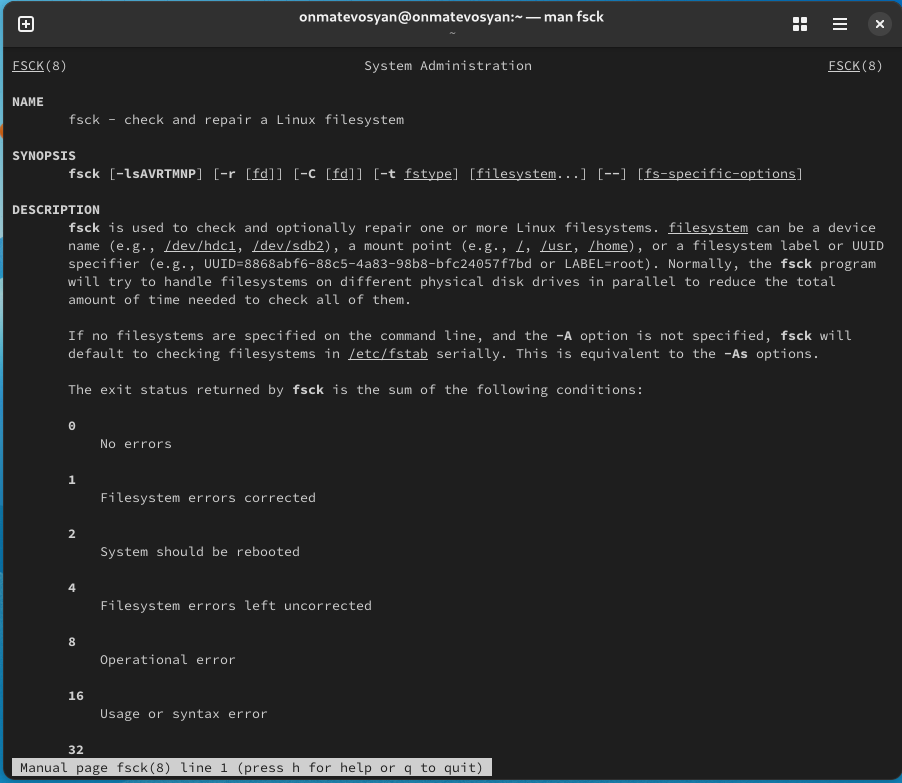 onmatevosyan@onmatevosyan:~ — man fsck
~
FSCK(8) System Administration FSCK(8)
NAME
fsck - check and repair a Linux filesystem
SYNOPSIS
fsck [-lsAVRTMNP] [-r [fd]] [-C [fd]] [-t fstype] [filesystem...] [--] [fs-specific-options]
DESCRIPTION
fsck is used to check and optionally repair one or more Linux filesystems. filesystem can be a device
name (e.g., /dev/hdc1, /dev/sdb2), a mount point (e.g., /, /usr, /home), or a filesystem label or UUID
specifier (e.g., UUID=8868abf6-88c5-4a83-98b8-bfc24057f7bd or LABEL=root). Normally, the fsck program
will try to handle filesystems on different physical disk drives in parallel to reduce the total
amount of time needed to check all of them.
If no filesystems are specified on the command line, and the -A option is not specified, fsck will
default to checking filesystems in /etc/fstab serially. This is equivalent to the -As options.
The exit status returned by fsck is the sum of the following conditions:
0
No errors
1
Filesystem errors corrected
2
System should be rebooted
4
Filesystem errors left uncorrected
8
Operational error
16
Usage or syntax error
32
Manual page fsck(8) line 1 (press h for help or q to quit)